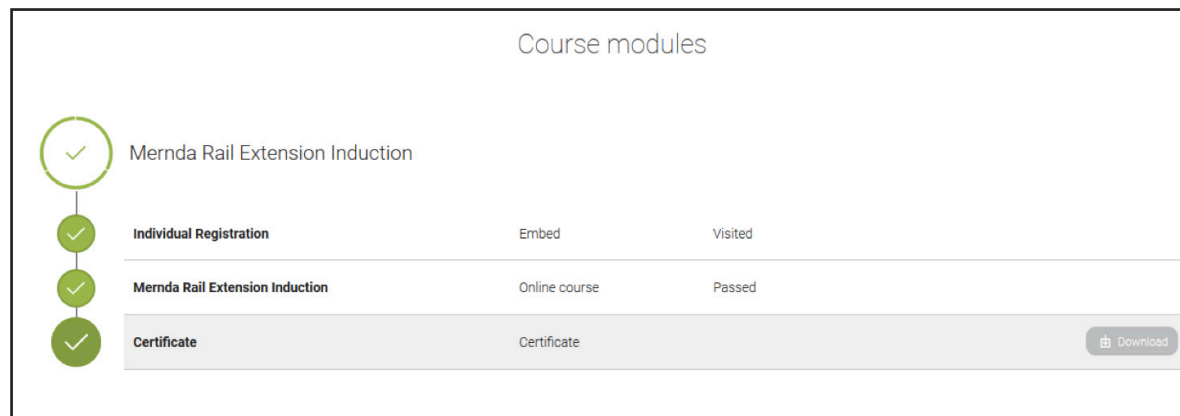 Course modules
Mernda Rail Extension Induction
Individual Registration Embed Visited
Mernda Rail Extension Induction Online course Passed
Certificate Certificate Download